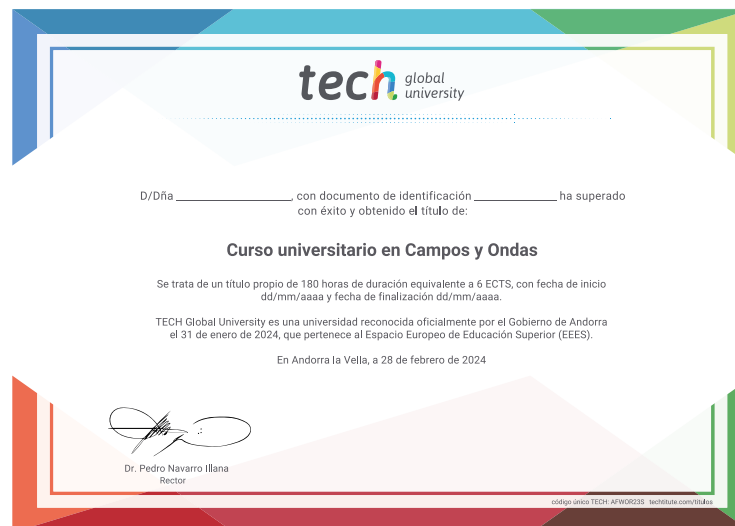 tech global university
D/Dña ____________________, con documento de identificación ______________ ha superado
con éxito y obtenido el título de:
Curso universitario en Campos y Ondas
Se trata de un título propio de 180 horas de duración equivalente a 6 ECTS, con fecha de inicio
dd/mm/aaaa y fecha de finalización dd/mm/aaaa.
TECH Global University es una universidad reconocida oficialmente por el Gobierno de Andorra
el 31 de enero de 2024, que pertenece al Espacio Europeo de Educación Superior (EEES).
En Andorra la Vella, a 28 de febrero de 2024
Dr. Pedro Navarro Illana
Rector
código único TECH: AFWOR23S techtitute.com/titulos